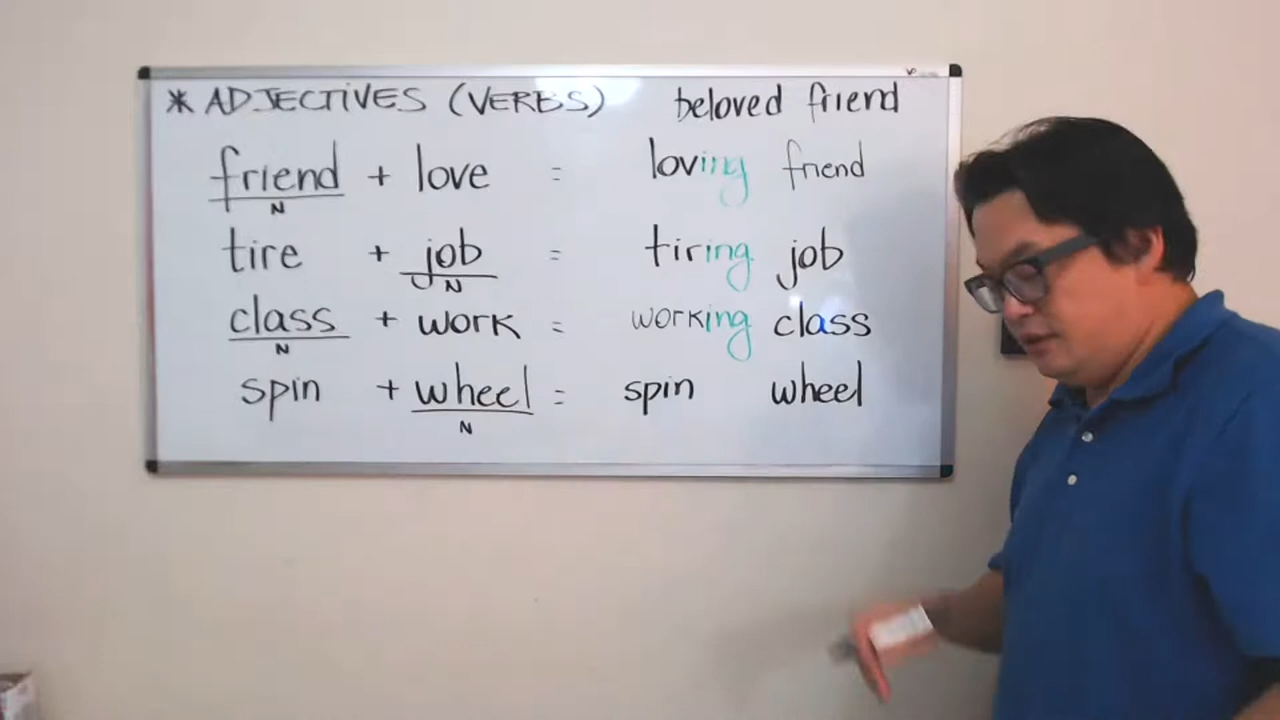 * ADJECTIVES (VERBS) beloved friend
friend + love = loving friend
N
tire + job = tiring job
N
class + work = working class
N
spin + wheel = spin wheel
N